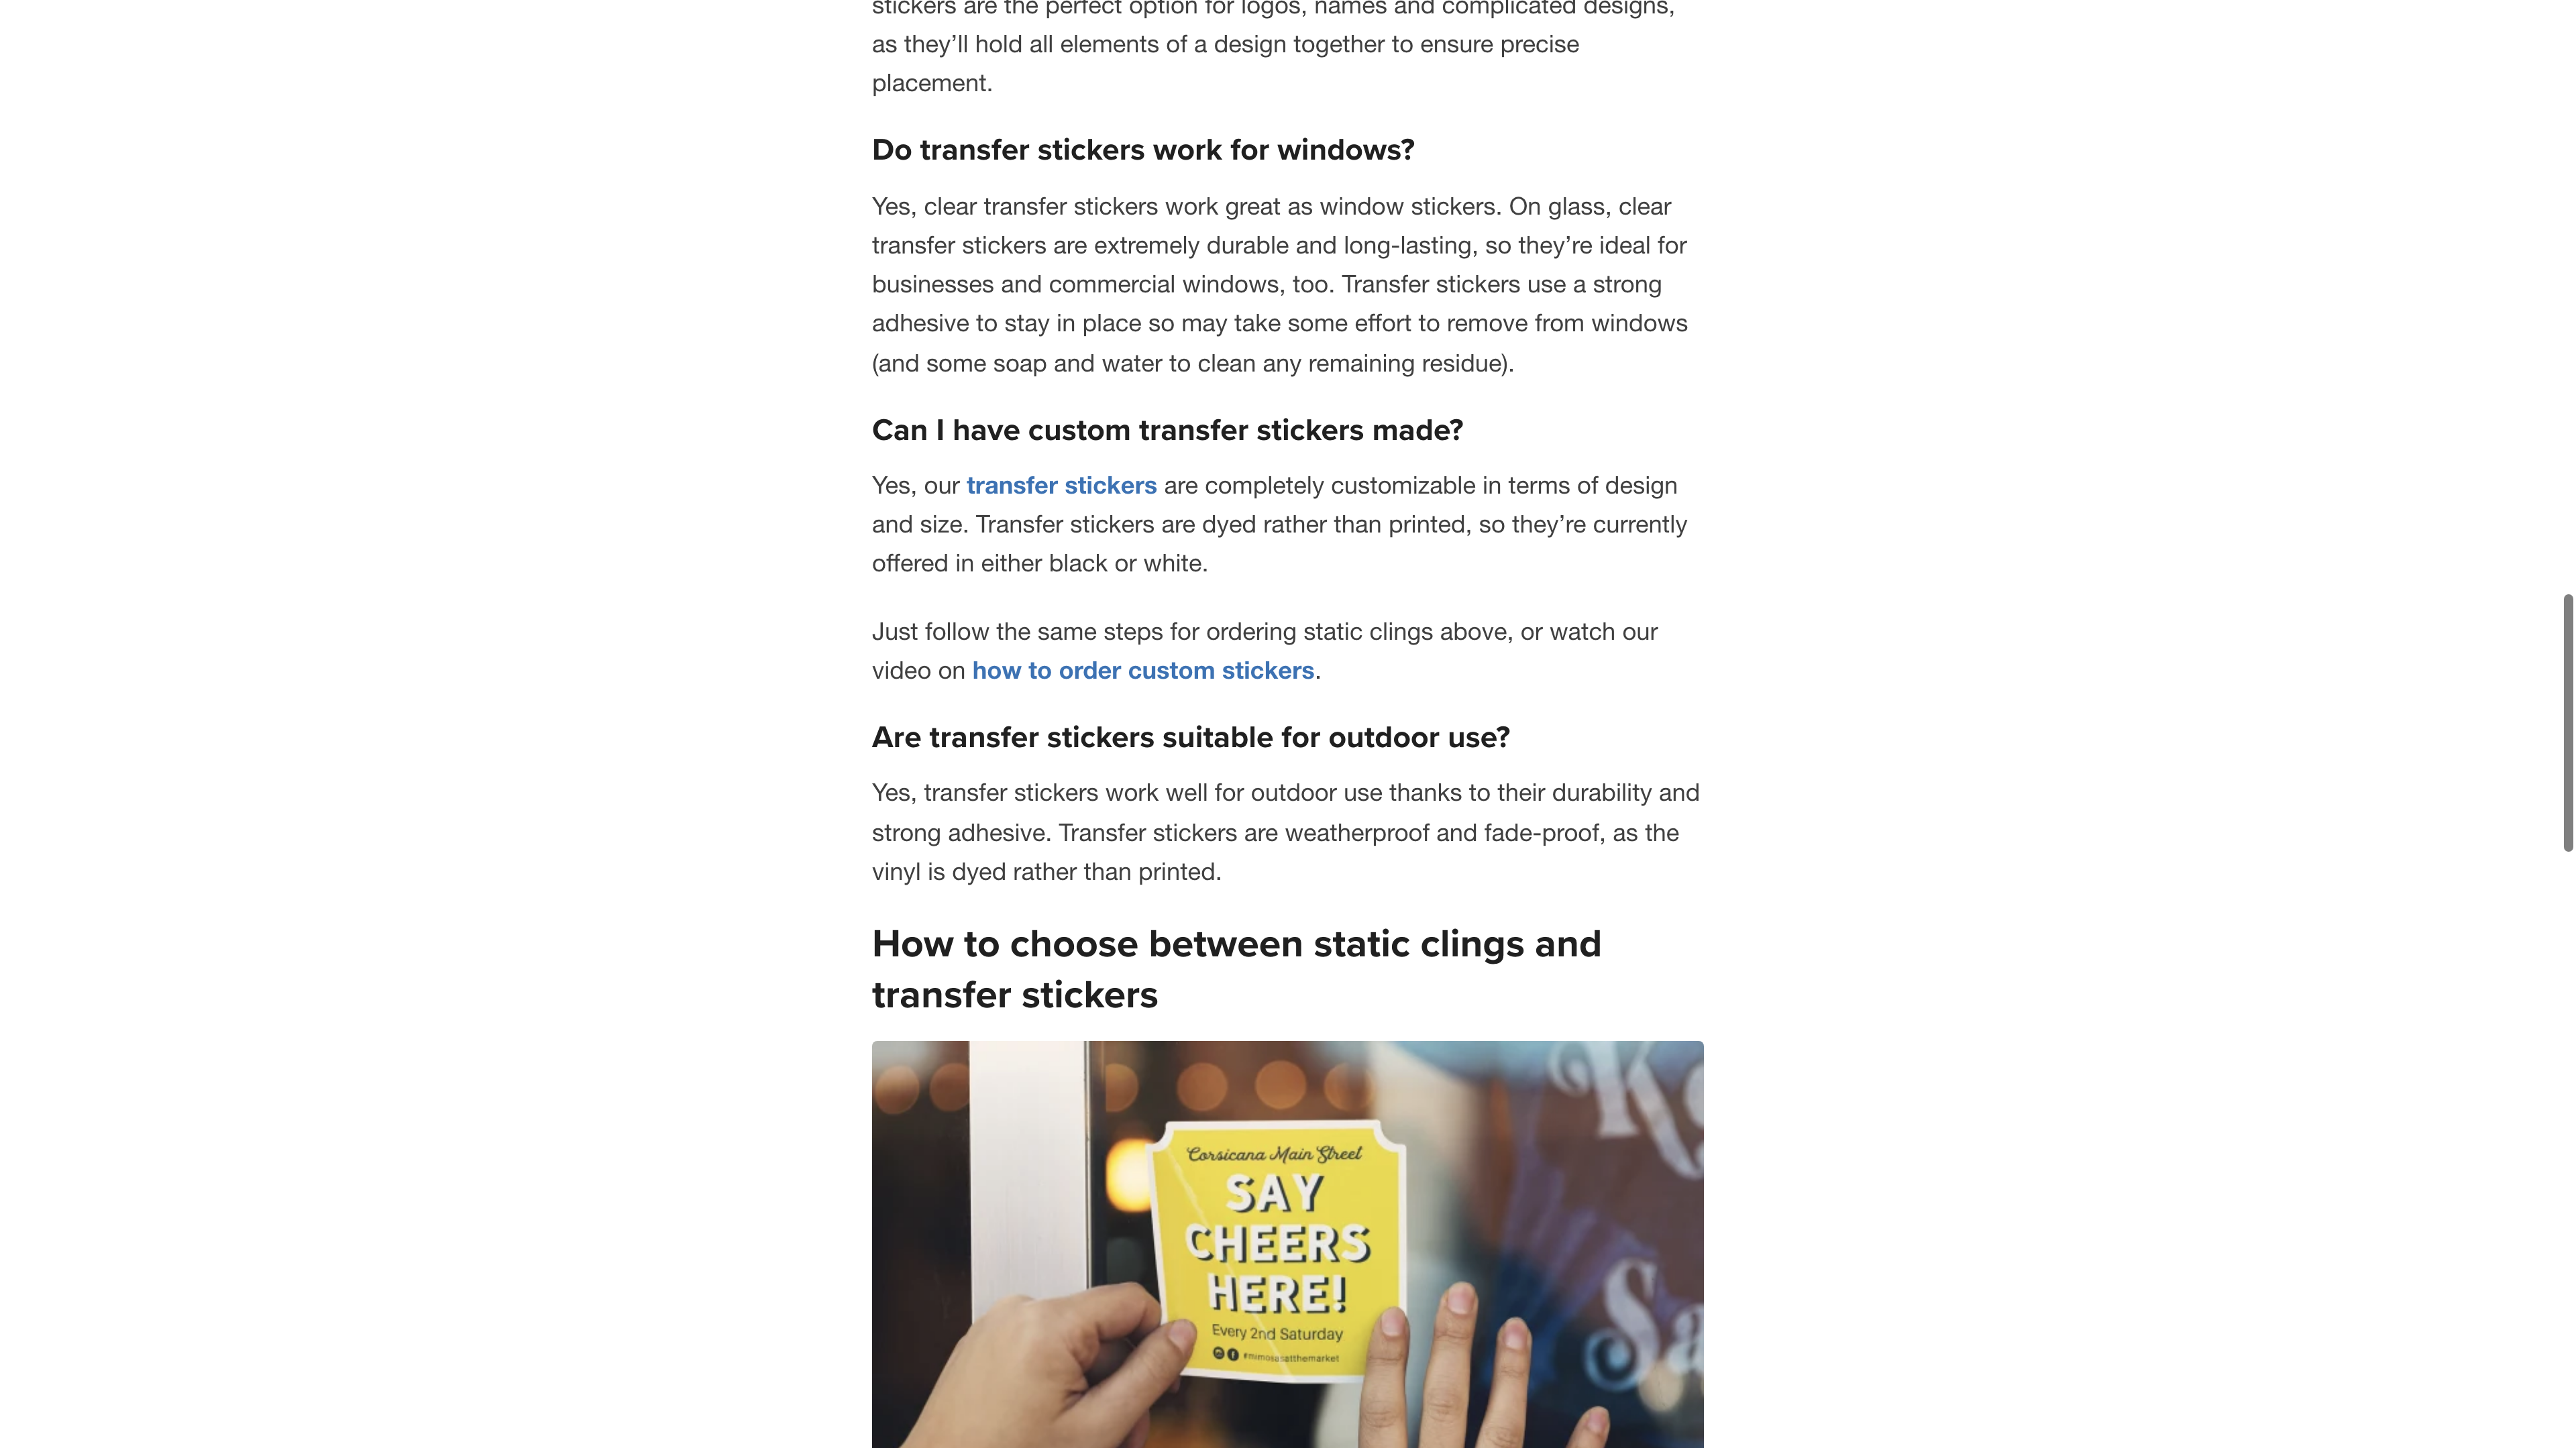 stickers are the perfect option for logos, names and complicated designs,
as they’ll hold all elements of a design together to ensure precise
placement.
Do transfer stickers work for windows?
Yes, clear transfer stickers work great as window stickers. On glass, clear
transfer stickers are extremely durable and long-lasting, so they’re ideal for
businesses and commercial windows, too. Transfer stickers use a strong
adhesive to stay in place so may take some effort to remove from windows
(and some soap and water to clean any remaining residue).
Can I have custom transfer stickers made?
Yes, our transfer stickers are completely customizable in terms of design
and size. Transfer stickers are dyed rather than printed, so they’re currently
offered in either black or white.
Just follow the same steps for ordering static clings above, or watch our
video on how to order custom stickers.
Are transfer stickers suitable for outdoor use?
Yes, transfer stickers work well for outdoor use thanks to their durability and
strong adhesive. Transfer stickers are weatherproof and fade-proof, as the
vinyl is dyed rather than printed.
How to choose between static clings and
transfer stickers
Corsicana Main Street
SAY
CHEERS
HERE!
Every 2nd Saturday
#mimosasatthemarket